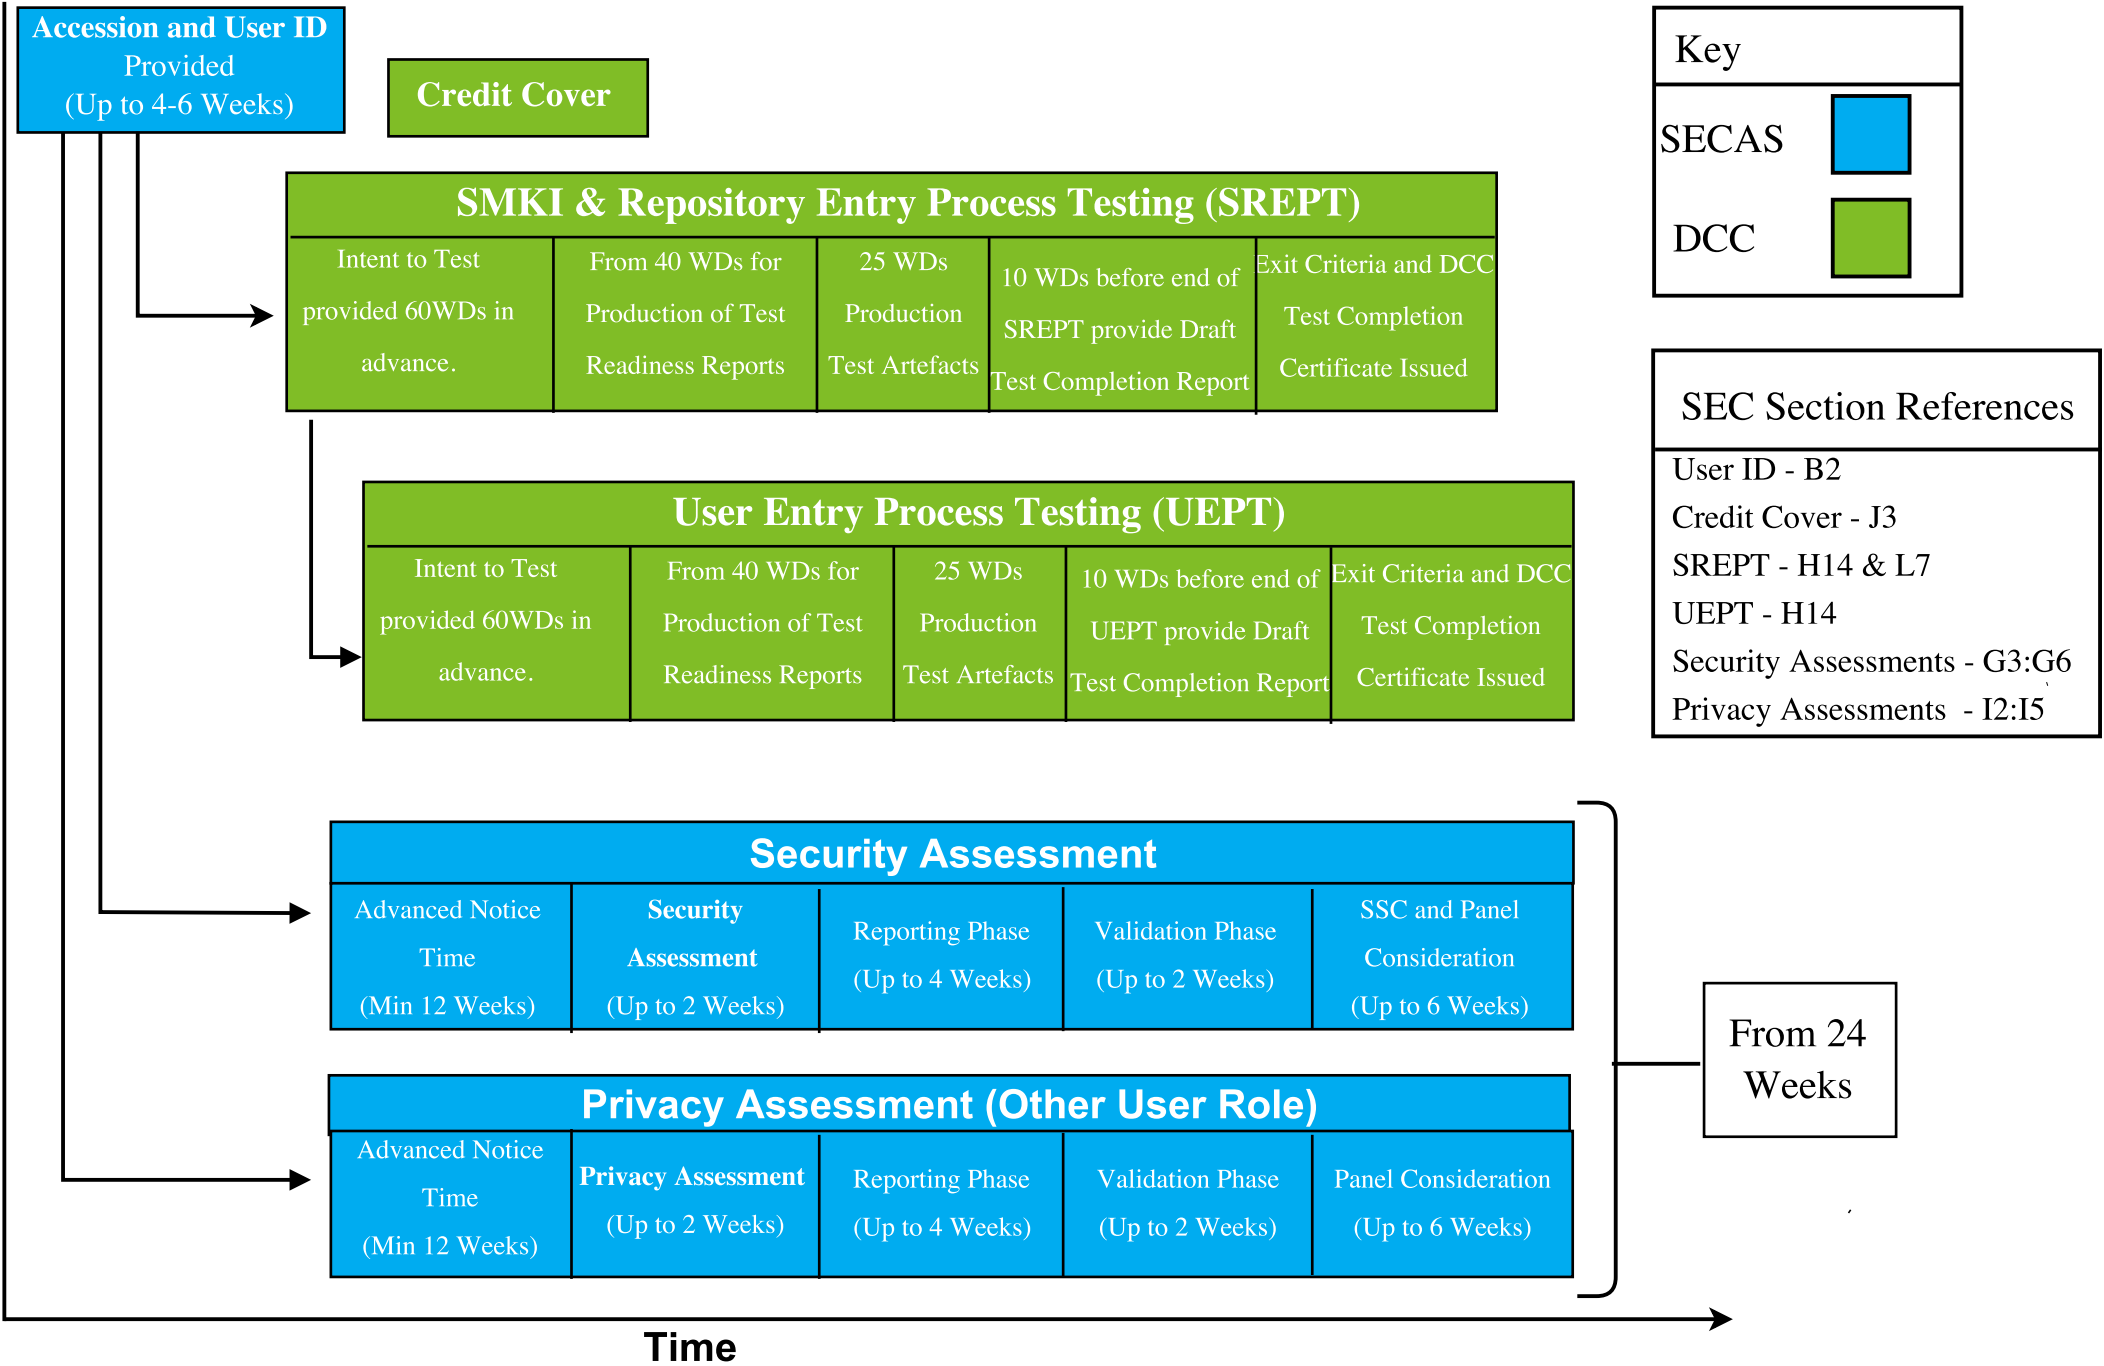 Accession and User ID
Provided
(Up to 4-6 Weeks)
Credit Cover
Key
SECAS
DCC
SMKI & Repository Entry Process Testing (SREPT)
Intent to Test
provided 60WDs in
advance.
From 40 WDs for
Production of Test
Readiness Reports
25 WDs
Production
Test Artefacts
10 WDs before end of
SREPT provide Draft
Test Completion Report
Exit Criteria and DCC
Test Completion
Certificate Issued
SEC Section References
User ID - B2
Credit Cover - J3
SREPT - H14 & L7
UEPT - H14
Security Assessments - G3:G6
Privacy Assessments - I2:I5
User Entry Process Testing (UEPT)
Intent to Test
provided 60WDs in
advance.
From 40 WDs for
Production of Test
Readiness Reports
25 WDs
Production
Test Artefacts
10 WDs before end of
UEPT provide Draft
Test Completion Report
Exit Criteria and DCC
Test Completion
Certificate Issued
Security Assessment
Advanced Notice
Time
(Min 12 Weeks)
Security
Assessment
(Up to 2 Weeks)
Reporting Phase
(Up to 4 Weeks)
Validation Phase
(Up to 2 Weeks)
SSC and Panel
Consideration
(Up to 6 Weeks)
Privacy Assessment (Other User Role)
Advanced Notice
Time
(Min 12 Weeks)
Privacy Assessment
(Up to 2 Weeks)
Reporting Phase
(Up to 4 Weeks)
Validation Phase
(Up to 2 Weeks)
Panel Consideration
(Up to 6 Weeks)
From 24
Weeks
Time